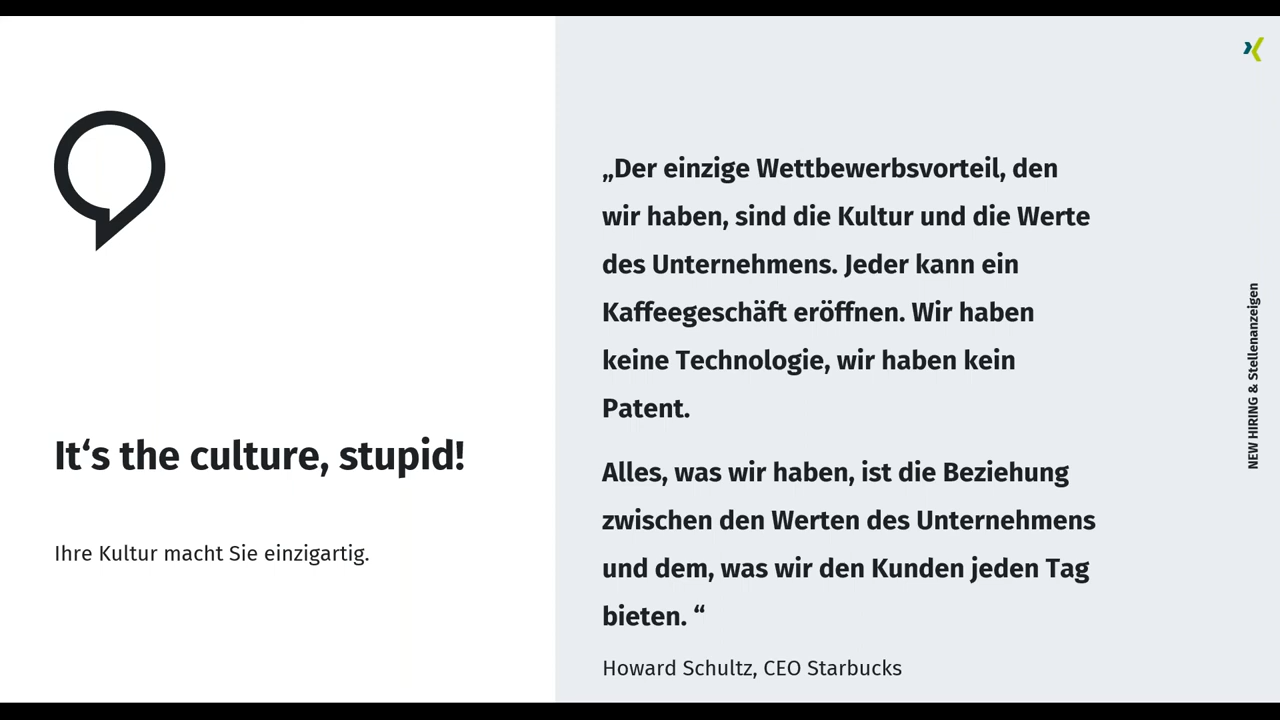 It‘s the culture, stupid!
Ihre Kultur macht Sie einzigartig.
„Der einzige Wettbewerbsvorteil, den
wir haben, sind die Kultur und die Werte
des Unternehmens. Jeder kann ein
Kaffeegeschäft eröffnen. Wir haben
keine Technologie, wir haben kein
Patent.
Alles, was wir haben, ist die Beziehung
zwischen den Werten des Unternehmens
und dem, was wir den Kunden jeden Tag
bieten. “
Howard Schultz, CEO Starbucks
NEW HIRING & Stellenanzeigen